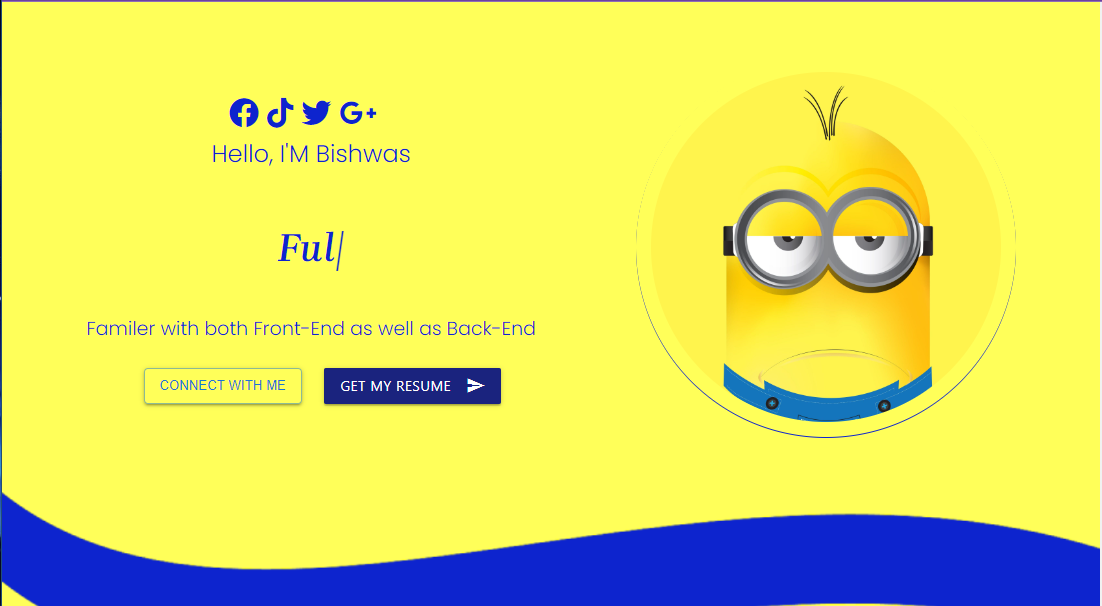 Hello, I'M Bishwas
Ful
Familer with both Front-End as well as Back-End
CONNECT WITH ME
GET MY RESUME